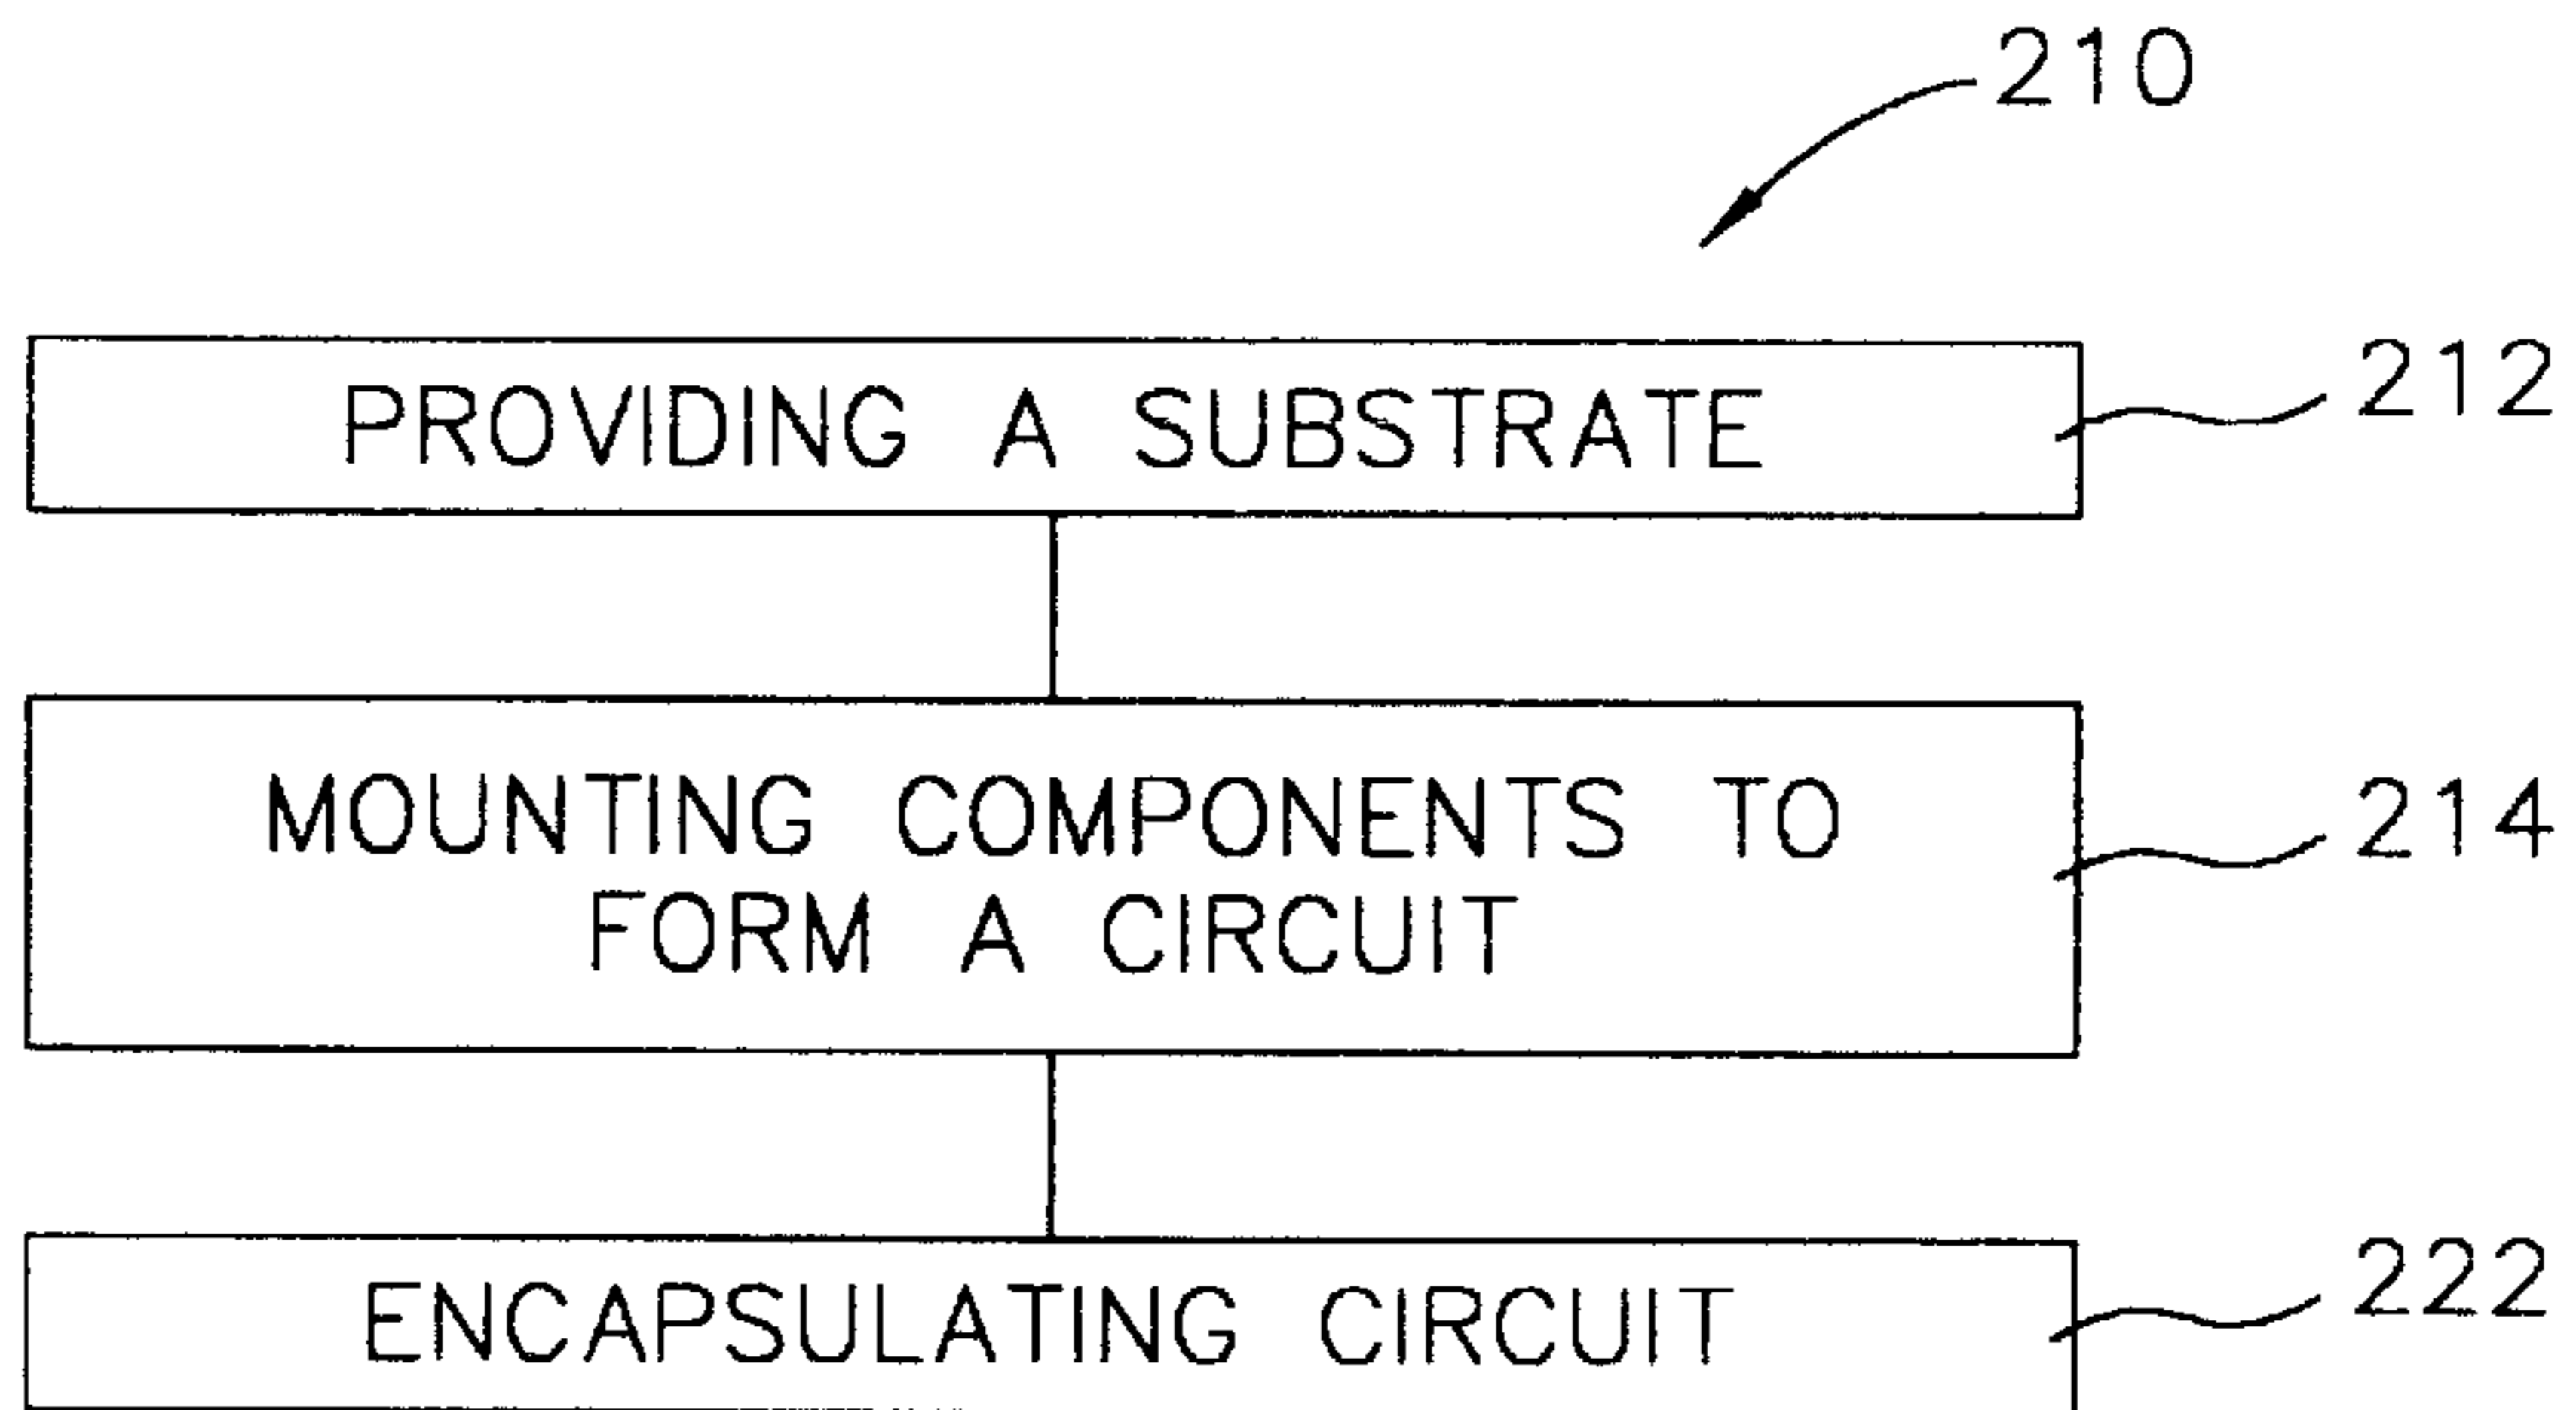 210
PROVIDING A SUBSTRATE
212
MOUNTING COMPONENTS TO
FORM A CIRCUIT
214
ENCAPSULATING CIRCUIT
222